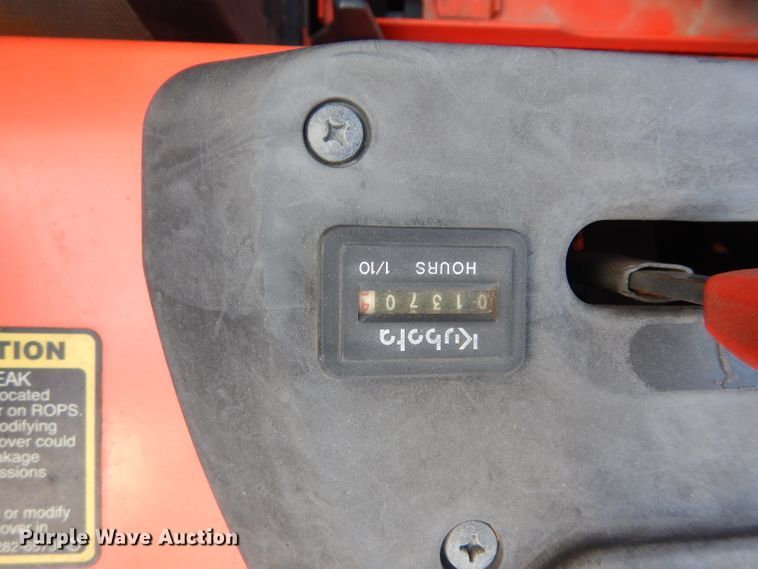 Kubota
01370
HOURS 1/10
TION
EAK
ocated
r on ROPS.
odifying
over could
akage
ssions
or modify
over in
Purple Wave Auction